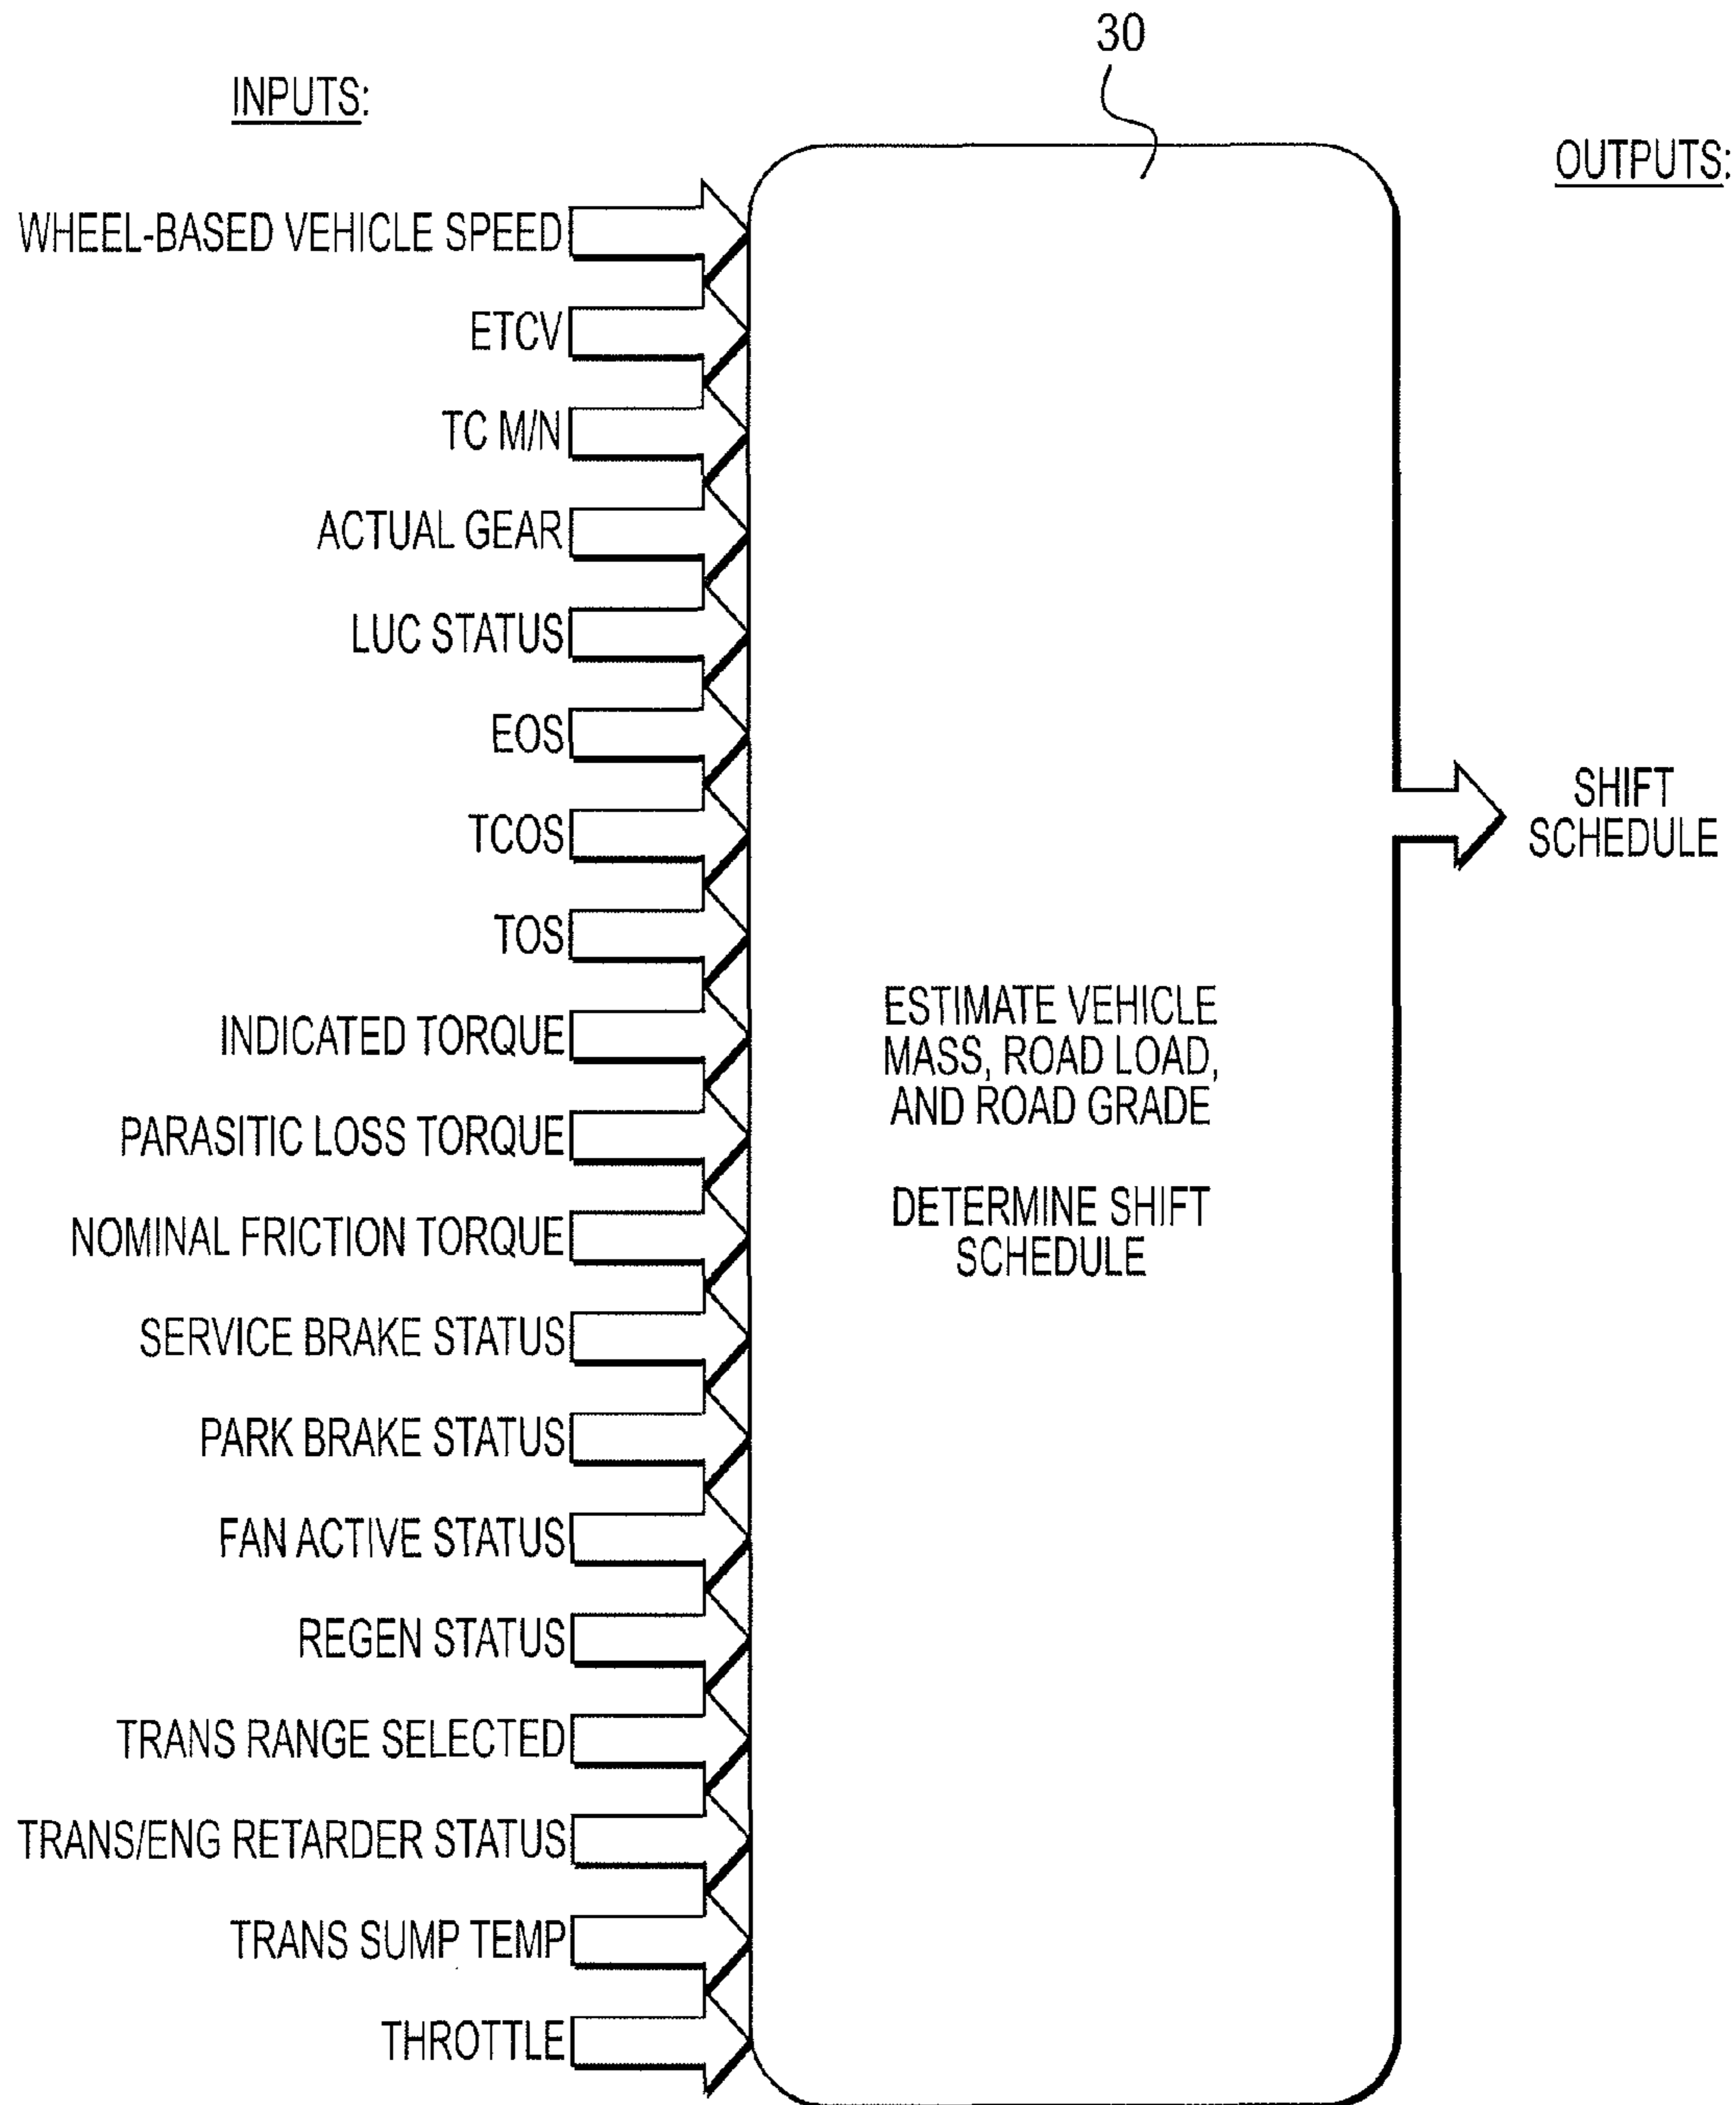 30
INPUTS:
OUTPUTS:
WHEEL-BASED VEHICLE SPEED
ETCV
TC M/N
ACTUAL GEAR
LUC STATUS
EOS
TCOS
TOS
INDICATED TORQUE
PARASITIC LOSS TORQUE
NOMINAL FRICTION TORQUE
SERVICE BRAKE STATUS
PARK BRAKE STATUS
FAN ACTIVE STATUS
REGEN STATUS
TRANS RANGE SELECTED
TRANS/ENG RETARDER STATUS
TRANS SUMP TEMP
THROTTLE
ESTIMATE VEHICLE
MASS, ROAD LOAD,
AND ROAD GRADE
DETERMINE SHIFT
SCHEDULE
SHIFT
SCHEDULE